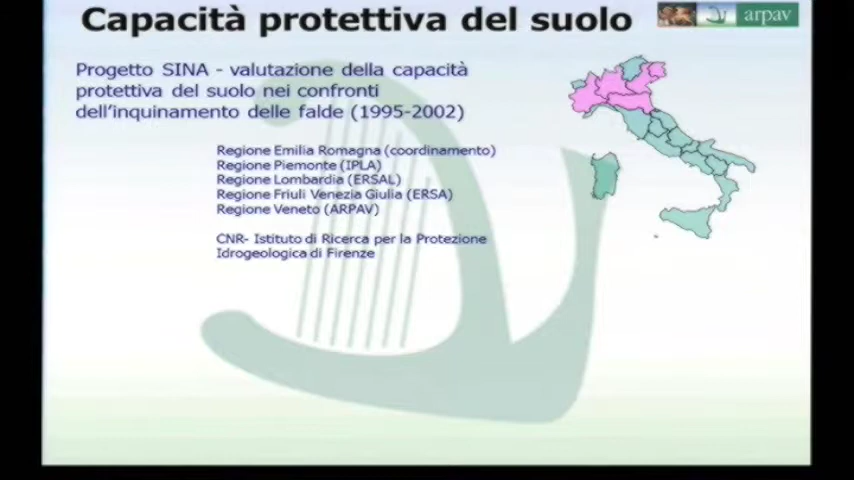 Capacità protettiva del suolo
arpav
Progetto SINA - valutazione della capacità
protettiva del suolo nei confronti
dell'inquinamento delle falde (1995-2002)
Regione Emilia Romagna (coordinamento)
Regione Piemonte (IPLA)
Regione Lombardia (ERSAL)
Regione Friuli Venezia Giulia (ERSA)
Regione Veneto (ARPAV)
CNR- Istituto di Ricerca per la Protezione
Idrogeologica di Firenze